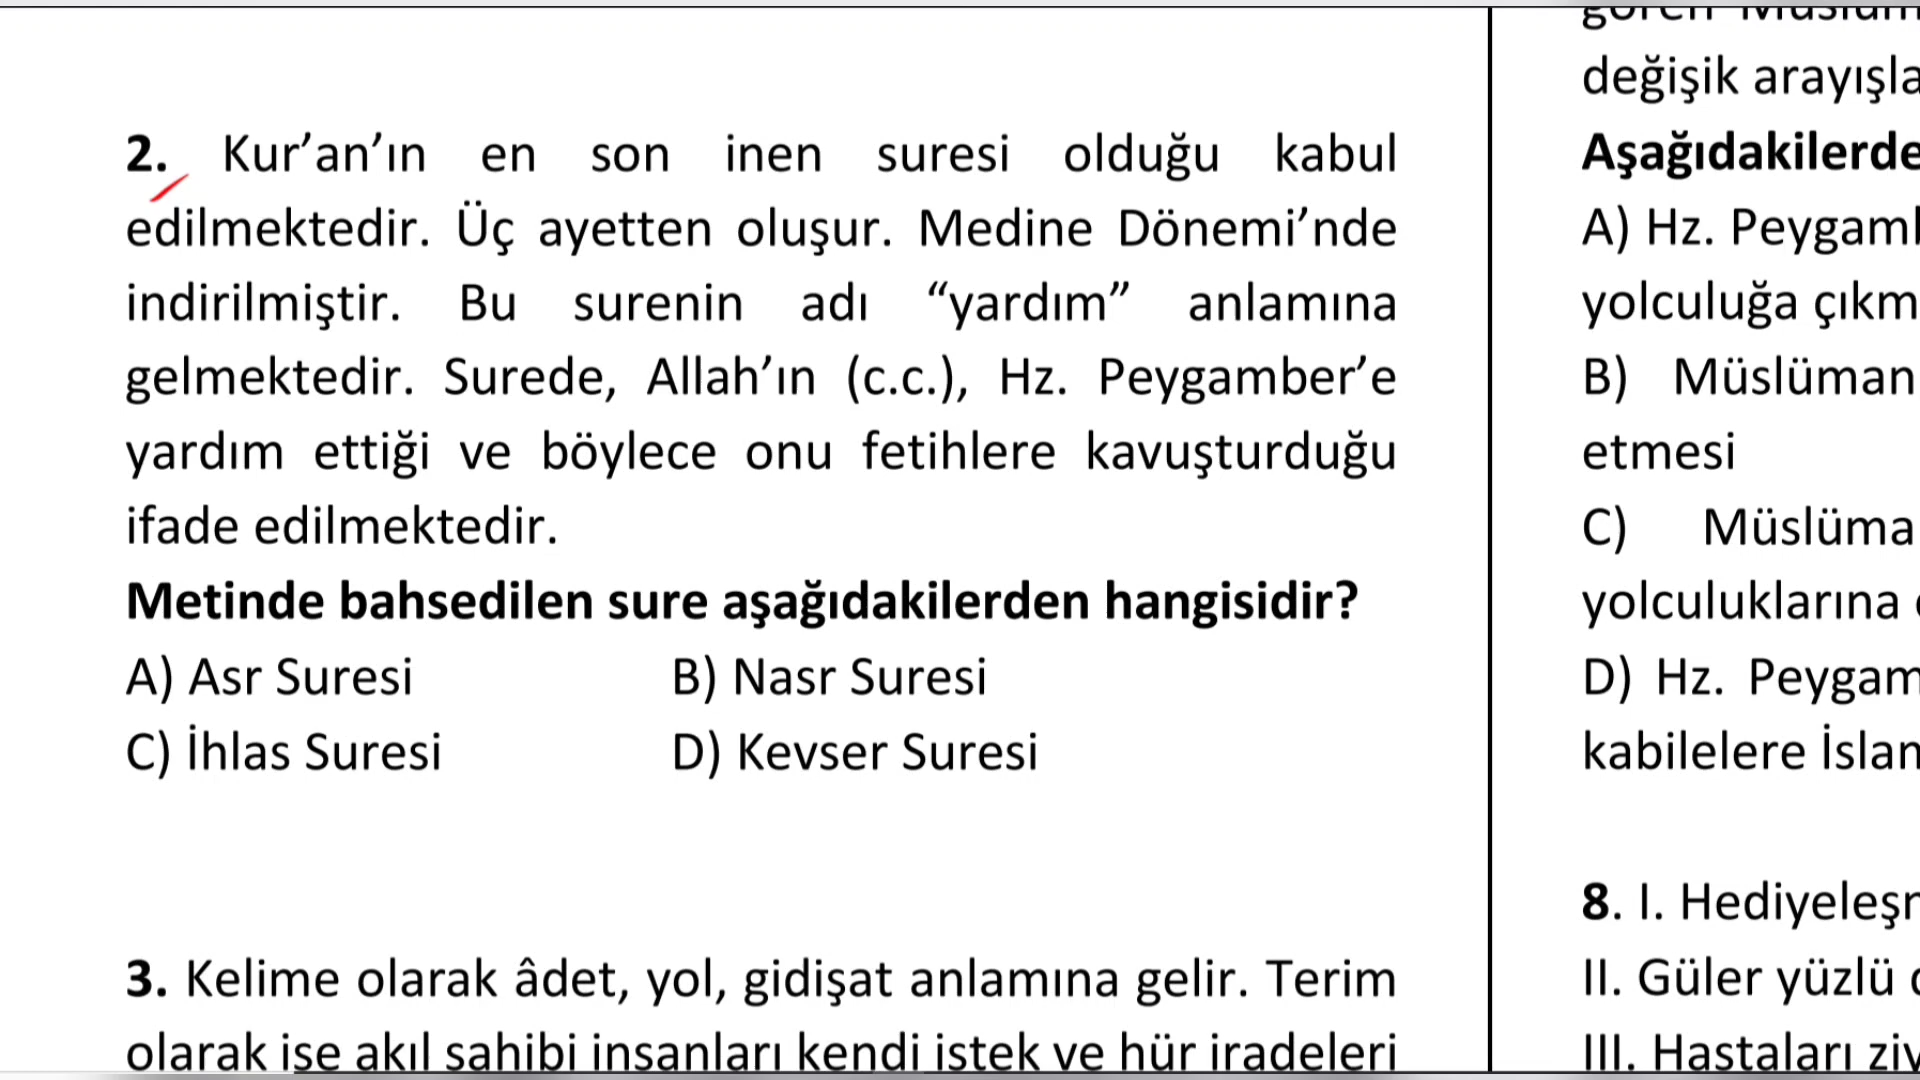 2. Kur’an’ın en son inen suresi olduğu kabul
edilmektedir. Üç ayetten oluşur. Medine Dönemi’nde
indirilmiştir. Bu surenin adı “yardım” anlamına
gelmektedir. Surede, Allah’ın (c.c.), Hz. Peygamber’e
yardım ettiği ve böylece onu fetihlere kavuşturduğu
ifade edilmektedir.
Metinde bahsedilen sure aşağıdakilerden hangisidir?
A) Asr Suresi B) Nasr Suresi
C) İhlas Suresi D) Kevser Suresi
3. Kelime olarak âdet, yol, gidişat anlamına gelir. Terim
olarak ise akıl sahibi insanları kendi istek ve hür iradeleri
değişik arayışla
Aşağıdakilerde
A) Hz. Peygaml
yolculuğa çıkm
B) Müslüman
etmesi
C) Müslüma
yolculuklarına
D) Hz. Peygam
kabilelere İslan
8. I. Hediyeleşr
II. Güler yüzlü
III. Hastaları ziy